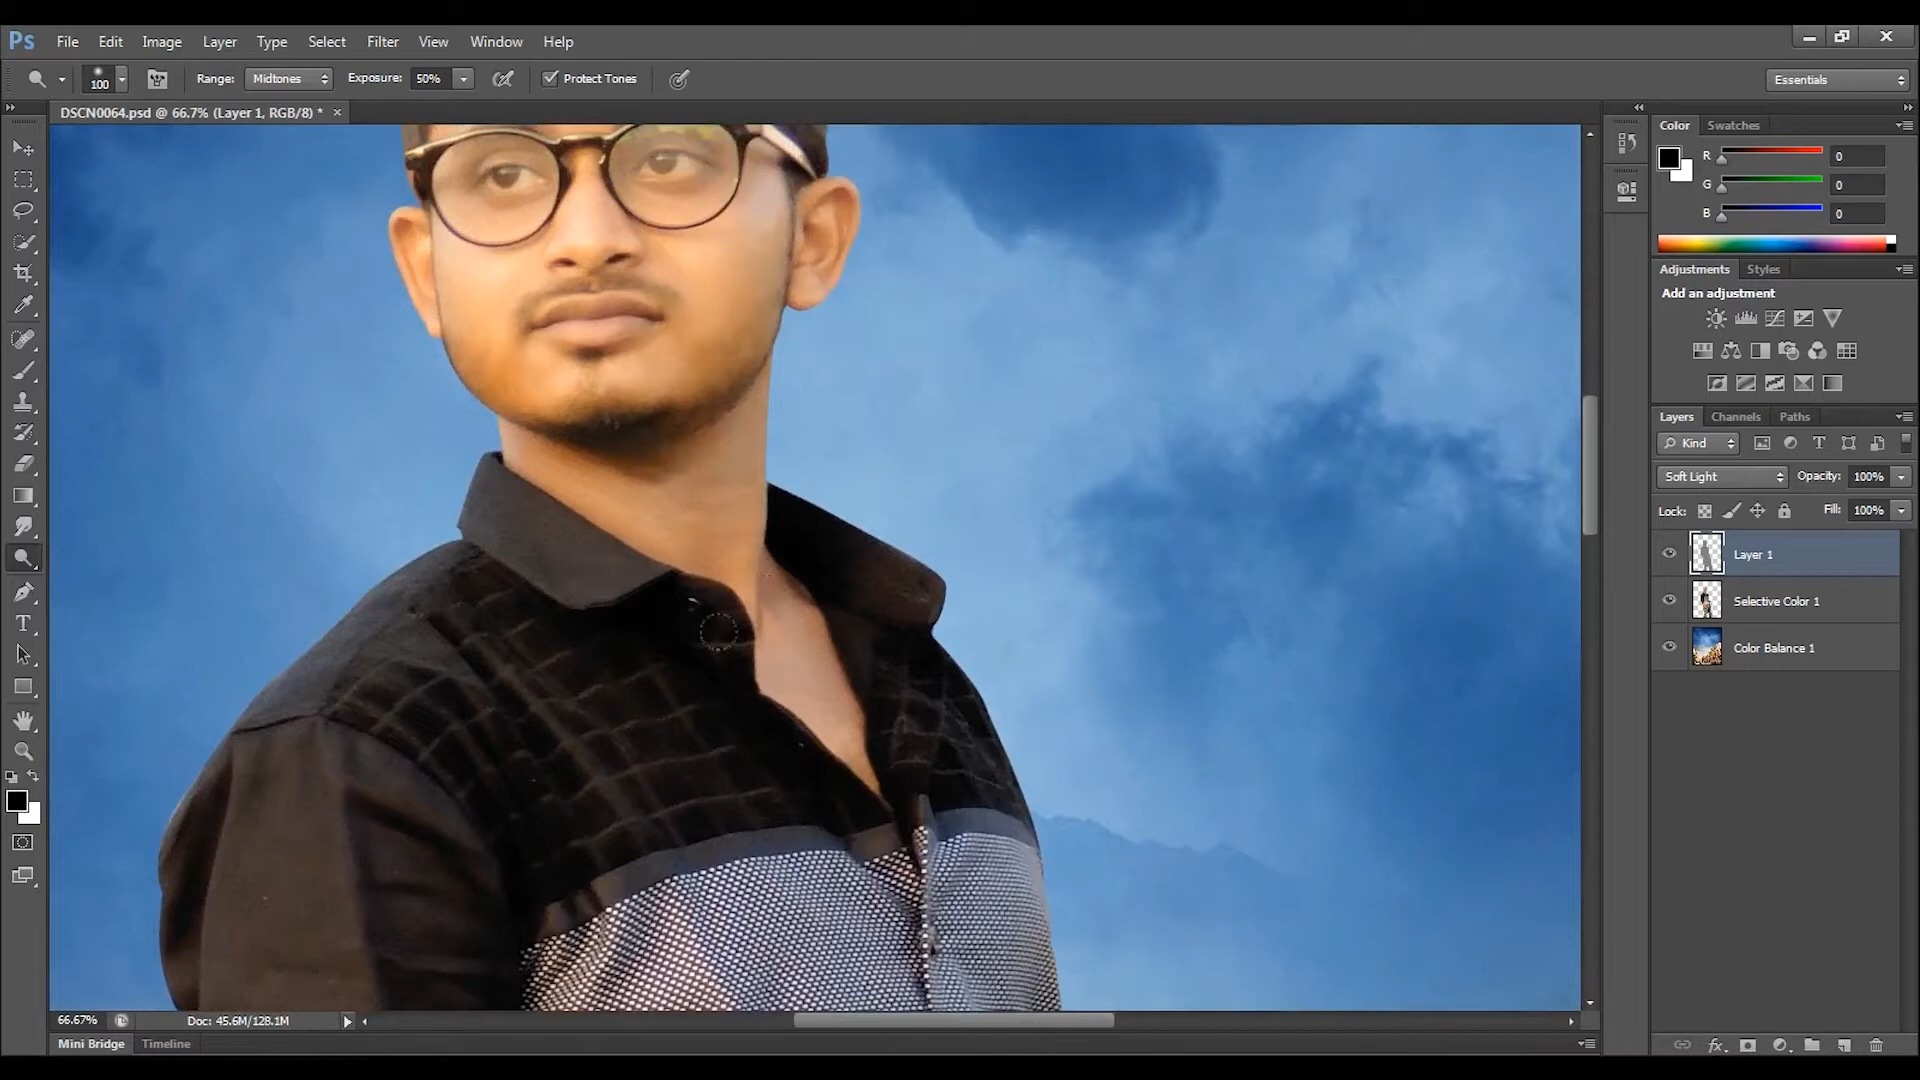 Ps File Edit Image Layer Type Select Filter View Window Help
100 Range: Midtones Exposure: 50% Protect Tones Essentials
DSCN0064.psd @ 66.7% (Layer 1, RGB/8) * ×
Color Swatches
R 0
G 0
B 0
Adjustments Styles
Add an adjustment
Layers Channels Paths
Kind
Soft Light Opacity: 100%
Lock: Fill: 100%
Layer 1
Selective Color 1
Color Balance 1
66.67% Doc: 45.6M/128.1M
Mini Bridge Timeline